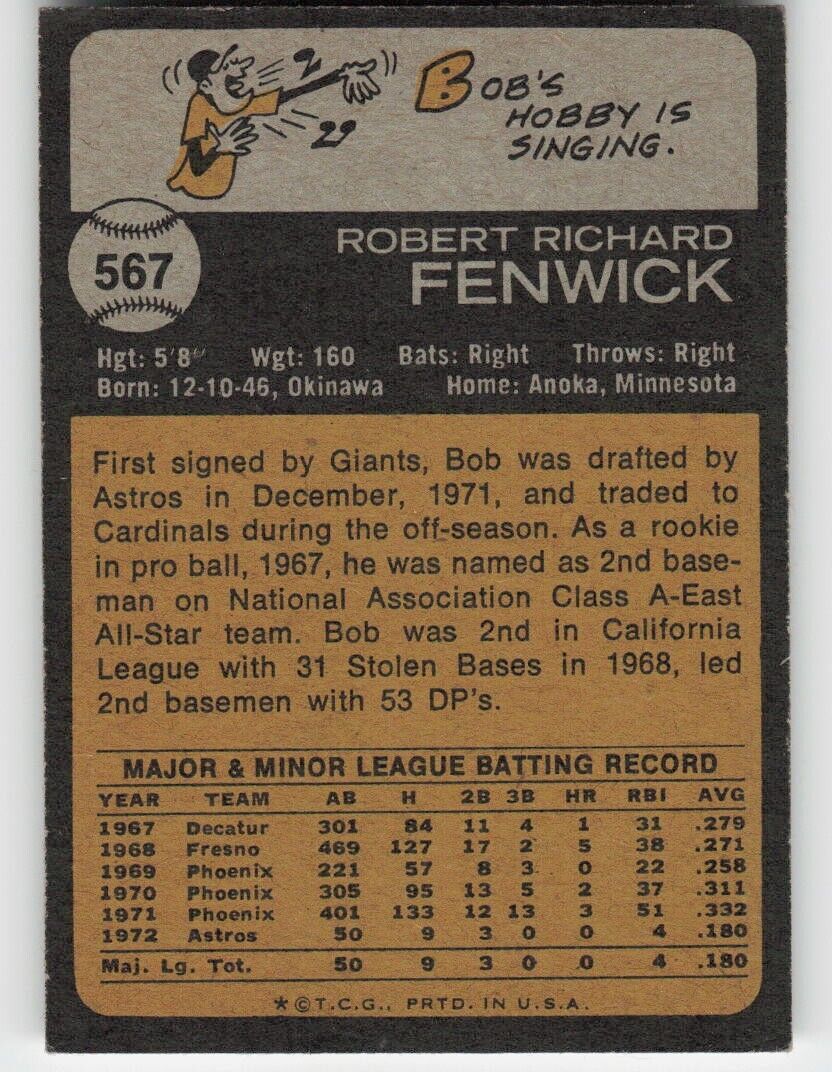 2
29
BOB'S
HOBBY IS
SINGING.
567
ROBERT RICHARD
FENWICK
Hgt: 5'8" Wgt: 160 Bats: Right Throws: Right
Born: 12-10-46, Okinawa Home: Anoka, Minnesota
First signed by Giants, Bob was drafted by
Astros in December, 1971, and traded to
Cardinals during the off-season. As a rookie
in pro ball, 1967, he was named as 2nd base-
man on National Association Class A-East
All-Star team. Bob was 2nd in California
League with 31 Stolen Bases in 1968, led
2nd basemen with 53 DP's.
MAJOR & MINOR LEAGUE BATTING RECORD
YEAR TEAM AB H 2B 3B HR RBI AVG
1967 Decatur 301 84 11 4 1 31 .279
1968 Fresno 469 127 17 2 5 38 .271
1969 Phoenix 221 57 8 3 0 22 .258
1970 Phoenix 305 95 13 5 2 37 .311
1971 Phoenix 401 133 12 13 3 51 .332
1972 Astros 50 9 3 0 0 4 .180
Maj. Lg. Tot. 50 9 3 0 0 4 .180
★©T.C.G., PRTD. IN U.S.A.